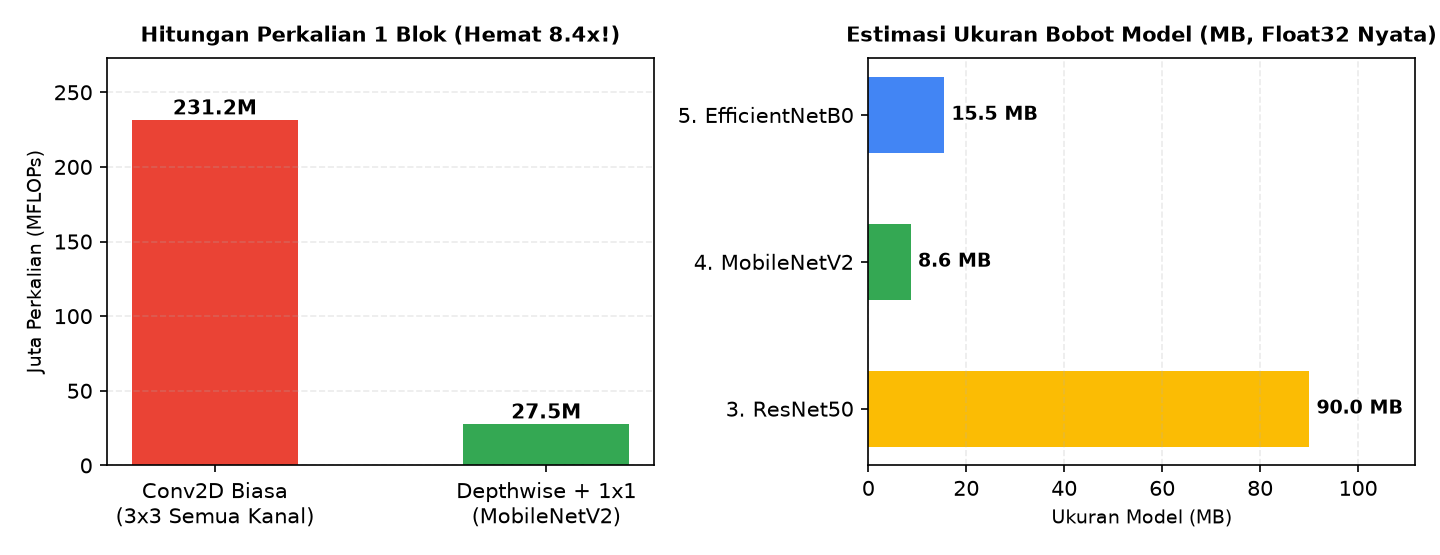 Hitungan Perkalian 1 Blok (Hemat 8.4x!)
Juta Perkalian (MFLOPs)
250
200
150
100
50
0
231.2M
27.5M
Conv2D Biasa
(3x3 Semua Kanal)
Depthwise + 1x1
(MobileNetV2)
Estimasi Ukuran Bobot Model (MB, Float32 Nyata)
5. EfficientNetB0
15.5 MB
4. MobileNetV2
8.6 MB
3. ResNet50
90.0 MB
0 20 40 60 80 100
Ukuran Model (MB)